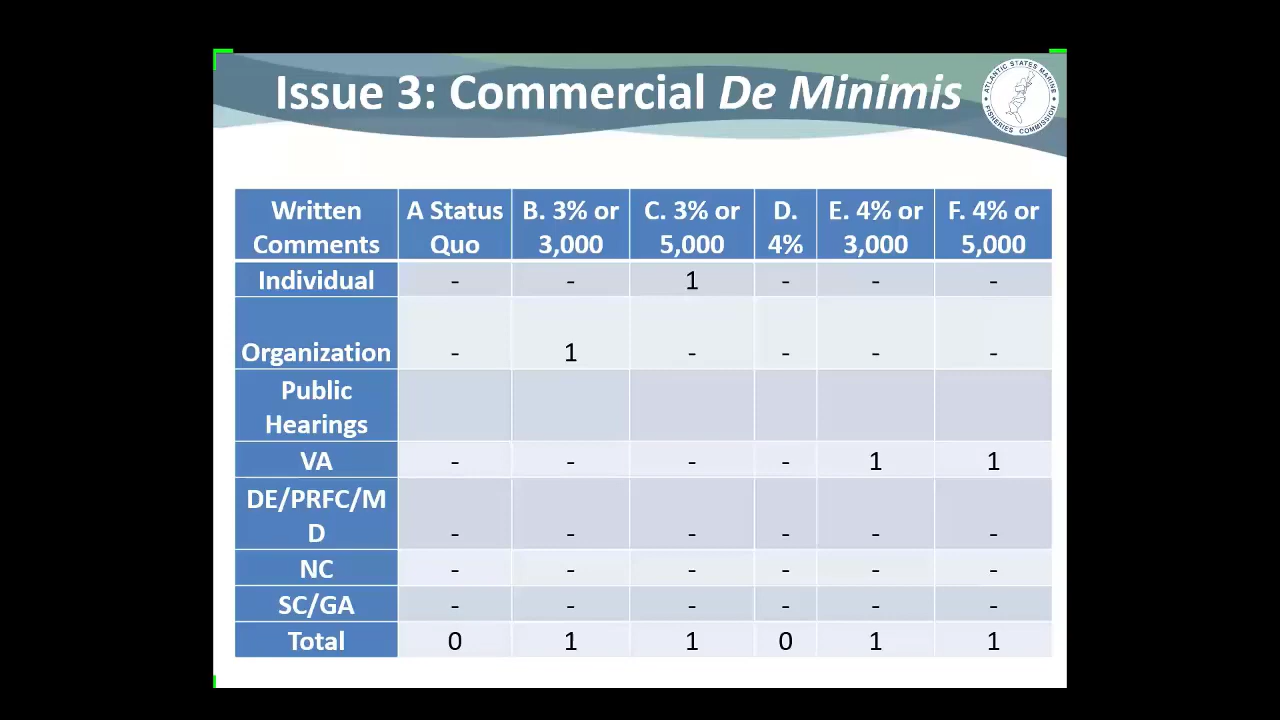 Issue 3: Commercial De Minimis
ATLANTIC STATES MARINE FISHERIES COMMISSION
Written Comments A Status Quo B. 3% or 3,000 C. 3% or 5,000 D. 4% E. 4% or 3,000 F. 4% or 5,000
Individual - - 1 - - -
Organization - 1 - - - -
Public Hearings
VA - - - - 1 1
DE/PRFC/MD - - - - - -
NC - - - - - -
SC/GA - - - - - -
Total 0 1 1 0 1 1